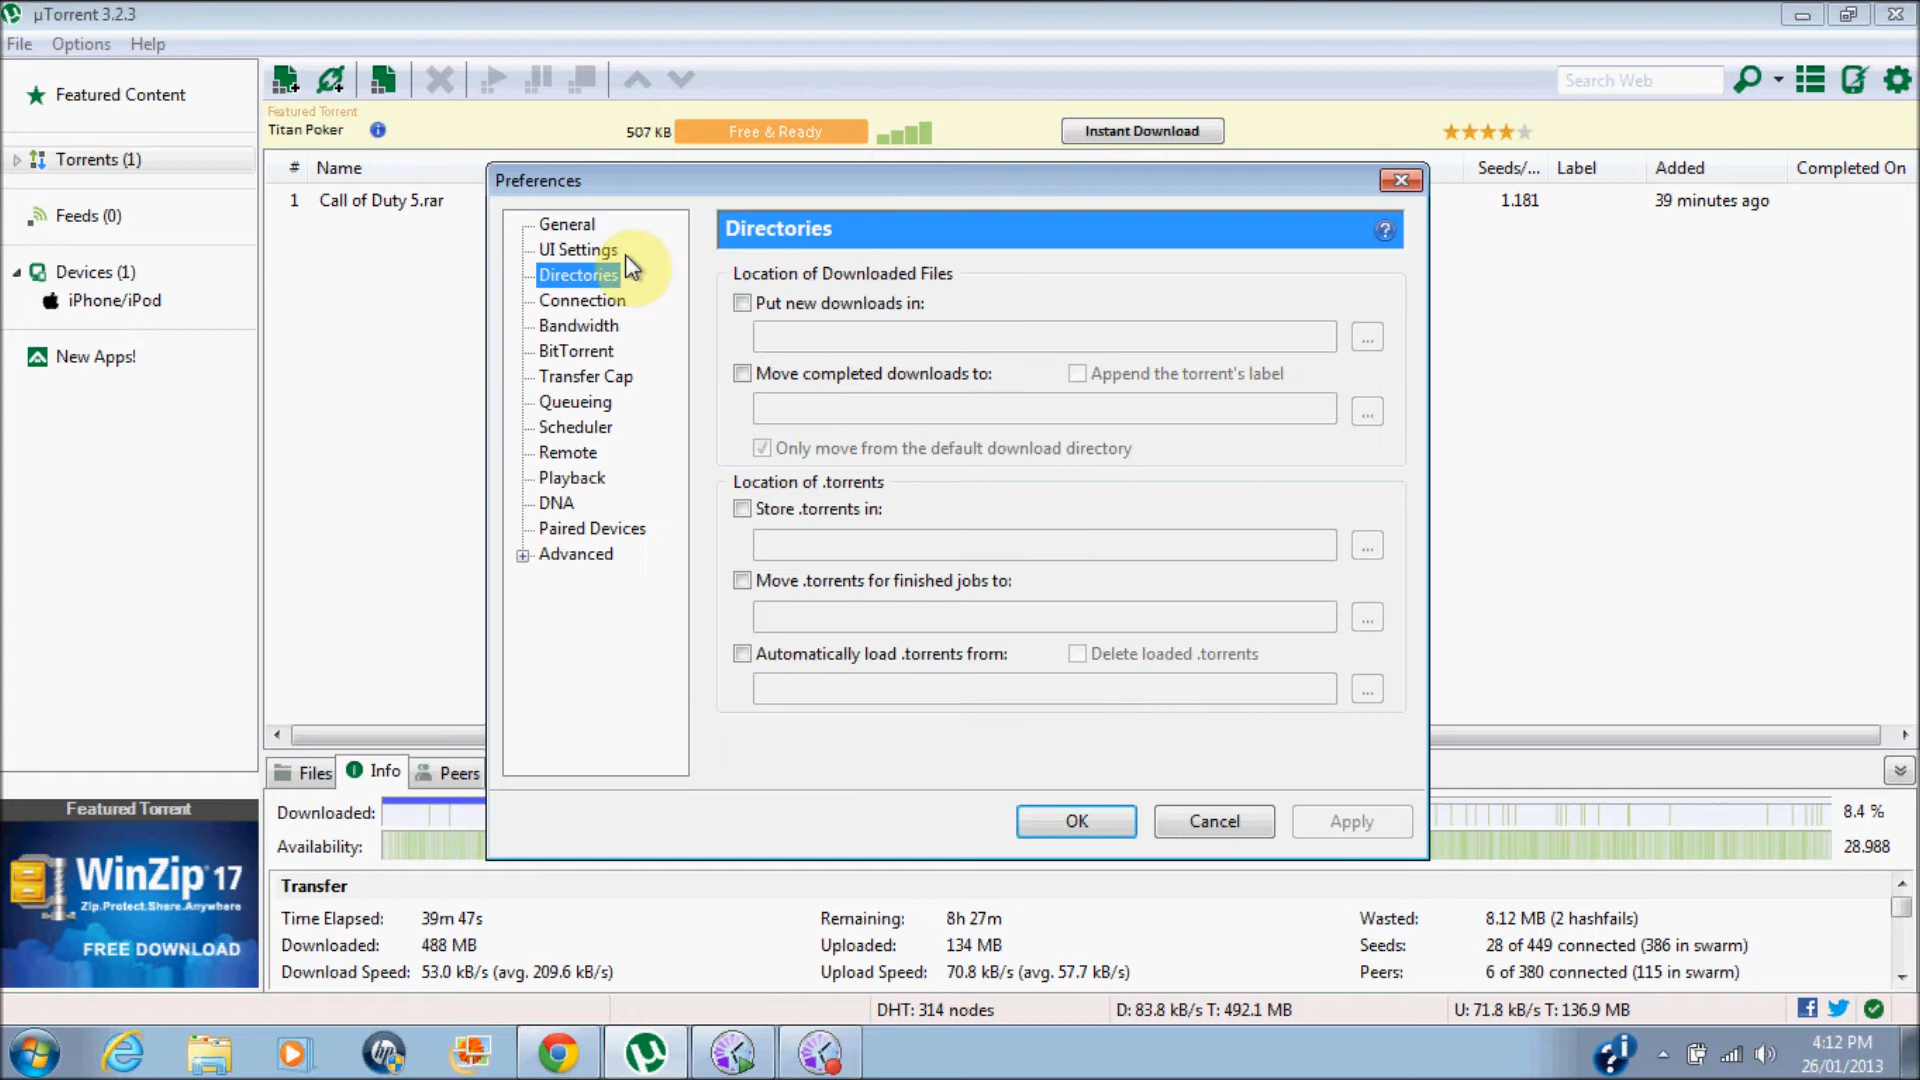 µTorrent 3.2.3
File Options Help
Featured Content
Torrents (1)
Feeds (0)
Devices (1)
iPhone/iPod
New Apps!
Search Web
Featured Torrent
Titan Poker
507 KB
Free & Ready
Instant Download
# Name Seeds/... Label Added Completed On
1 Call of Duty 5.rar 1.181 39 minutes ago
Preferences
General
UI Settings
Directories
Connection
Bandwidth
BitTorrent
Transfer Cap
Queueing
Scheduler
Remote
Playback
DNA
Paired Devices
Advanced
Directories
Location of Downloaded Files
Put new downloads in:
...
Move completed downloads to: Append the torrent's label
...
Only move from the default download directory
Location of .torrents
Store .torrents in:
...
Move .torrents for finished jobs to:
...
Automatically load .torrents from: Delete loaded .torrents
...
OK Cancel Apply
Files Info Peers
Downloaded: 8.4 %
Availability: 28.988
Transfer
Time Elapsed: 39m 47s Remaining: 8h 27m Wasted: 8.12 MB (2 hashfails)
Downloaded: 488 MB Uploaded: 134 MB Seeds: 28 of 449 connected (386 in swarm)
Download Speed: 53.0 kB/s (avg. 209.6 kB/s) Upload Speed: 70.8 kB/s (avg. 57.7 kB/s) Peers: 6 of 380 connected (115 in swarm)
Featured Torrent
WinZip 17
Zip.Protect.Share.Anywhere
FREE DOWNLOAD
DHT: 314 nodes D: 83.8 kB/s T: 492.1 MB U: 71.8 kB/s T: 136.9 MB
4:12 PM
26/01/2013